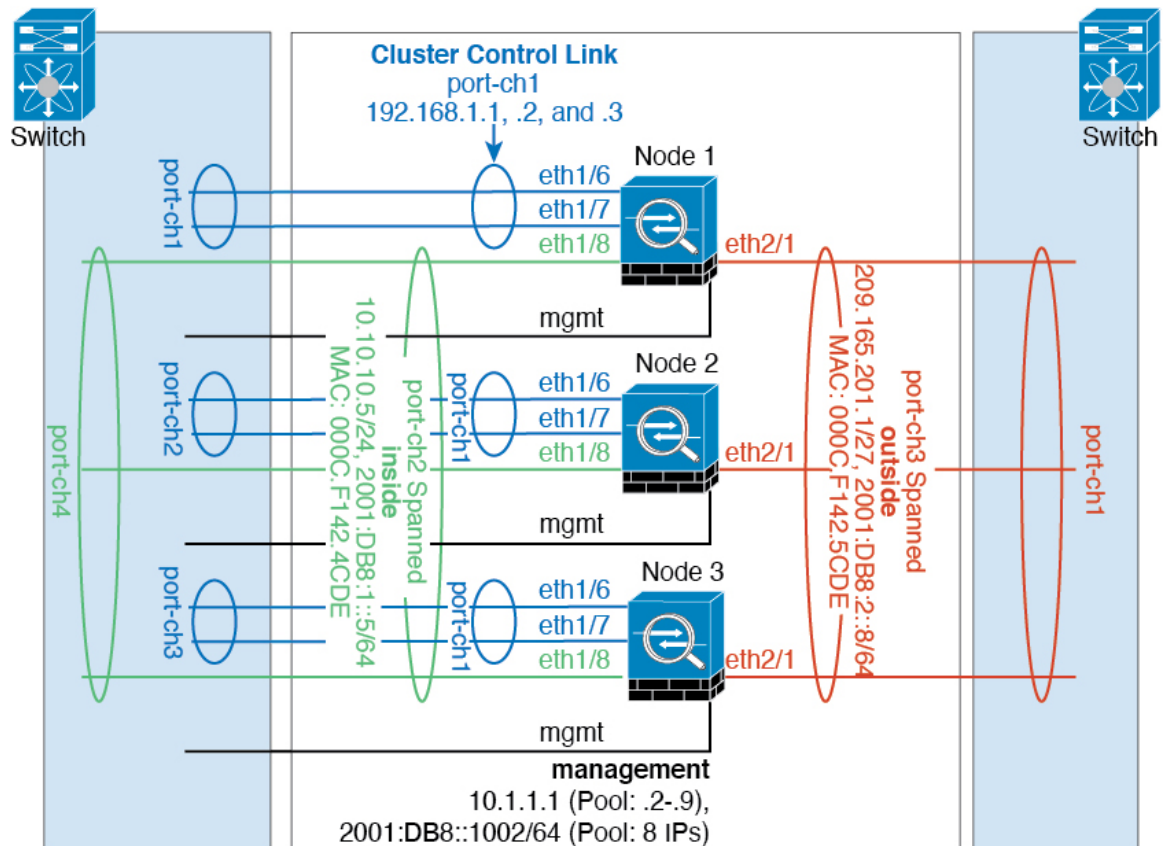 Switch
Switch
Cluster Control Link
port-ch1
192.168.1.1, .2, and .3
Node 1
port-ch1
eth1/6
eth1/7
eth1/8
eth2/1
mgmt
Node 2
port-ch2
port-ch1
eth1/6
eth1/7
eth1/8
eth2/1
mgmt
Node 3
port-ch3
port-ch1
eth1/6
eth1/7
eth1/8
eth2/1
mgmt
port-ch4
port-ch2 Spanned
inside
10.10.10.5/24, 2001:DB8:1::5/64
MAC: 000C.F142.4CDE
port-ch3 Spanned
outside
209.165.201.1/27, 2001:DB8:2::8/64
MAC: 000C.F142.5CDE
port-ch1
management
10.1.1.1 (Pool: .2-.9),
2001:DB8::1002/64 (Pool: 8 IPs)